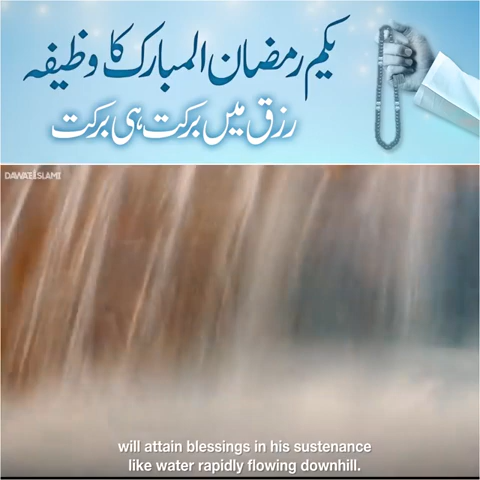 یکم رمضان المبارک کا وظیفہ
رزق میں برکت ہی برکت
DAWATEISLAMI
will attain blessings in his sustenance
like water rapidly flowing downhill.